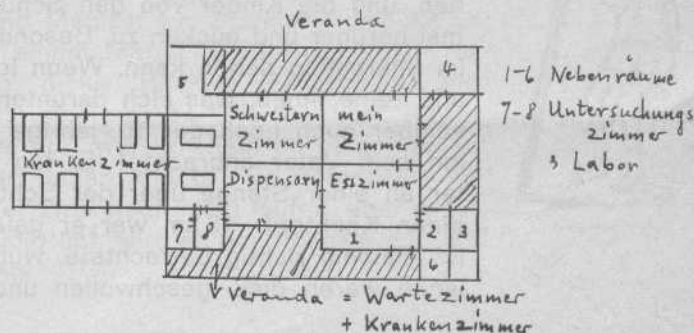 Veranda
5
4
1-6 Nebenräume
7-8 Untersuchungs
zimmer
Labor
Schwestern
Zimmer
mein
Zimmer
Krankenzimmer
Dispensary
Esszimmer
7
8
1
2
3
6
Veranda = Wartezimmer
+ Krankenzimmer